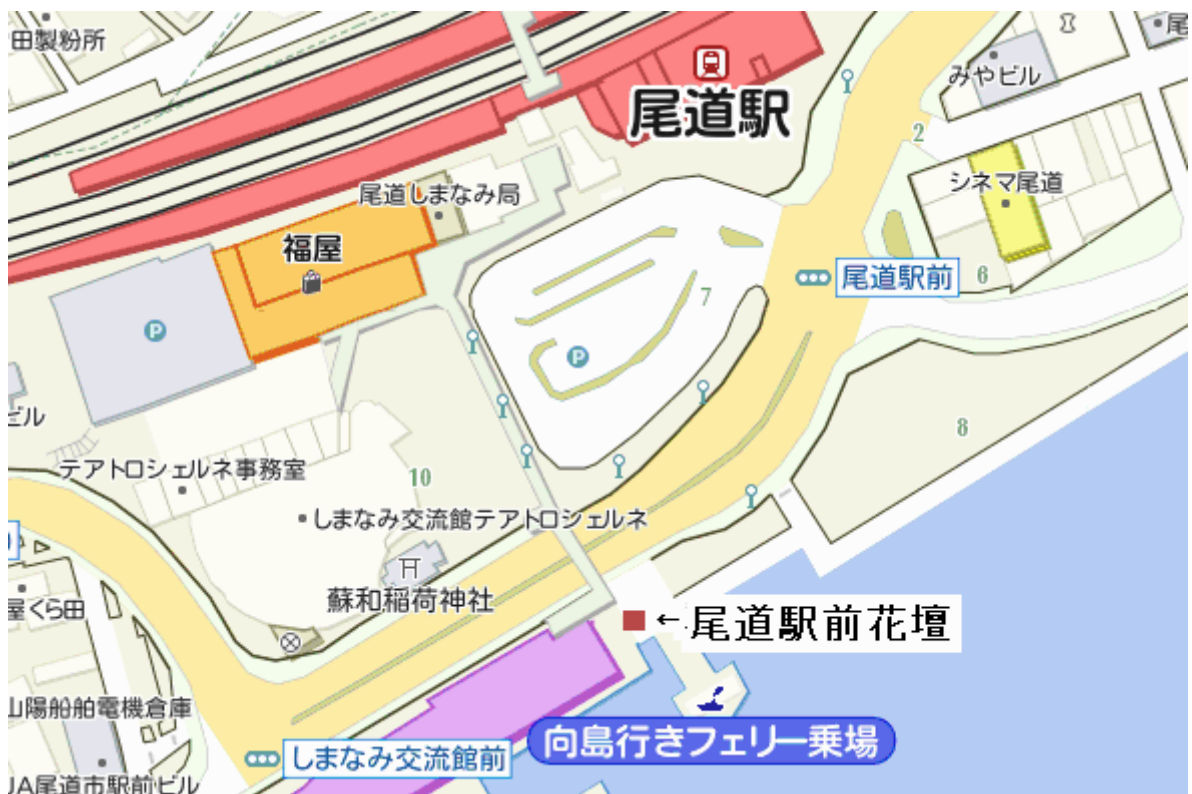 田製粉所
尾
みやビル
尾道駅
2
シネマ尾道
尾道しまなみ局
福屋
尾道駅前
6
7
P
P
ビル
8
テアトロシェルネ事務室
10
しまなみ交流館テアトロシェルネ
蘇和稲荷神社
屋くら田
←尾道駅前花壇
山陽船舶電機倉庫
向島行きフェリー乗場
しまなみ交流館前
JA尾道市駅前ビル